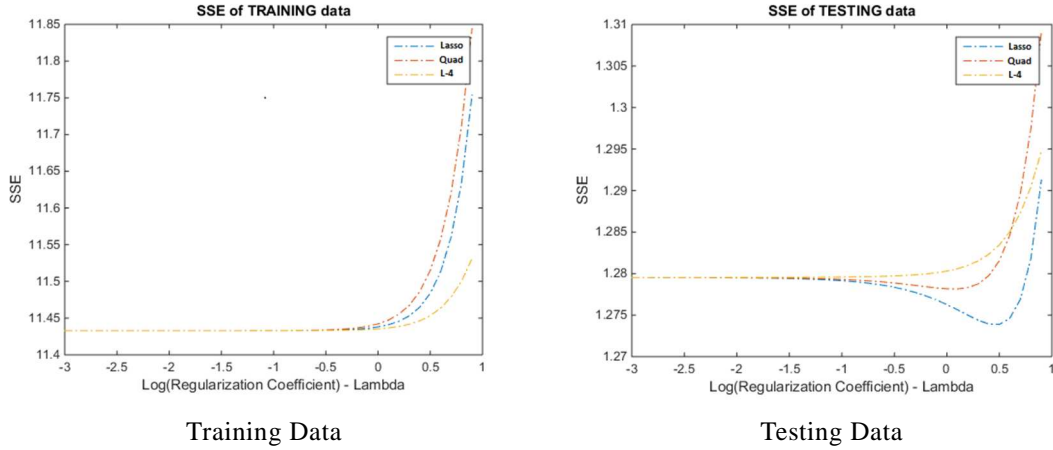 SSE of TRAINING data
11.85
11.8
11.75
11.7
11.65
11.6
11.55
11.5
11.45
11.4
SSE
Lasso
Quad
L-4
-3 -2.5 -2 -1.5 -1 -0.5 0 0.5 1
Log(Regularization Coefficient) - Lambda
Training Data
SSE of TESTING data
1.31
1.305
1.3
1.295
1.29
1.285
1.28
1.275
1.27
SSE
Lasso
Quad
L-4
-3 -2.5 -2 -1.5 -1 -0.5 0 0.5 1
Log(Regularization Coefficient) - Lambda
Testing Data